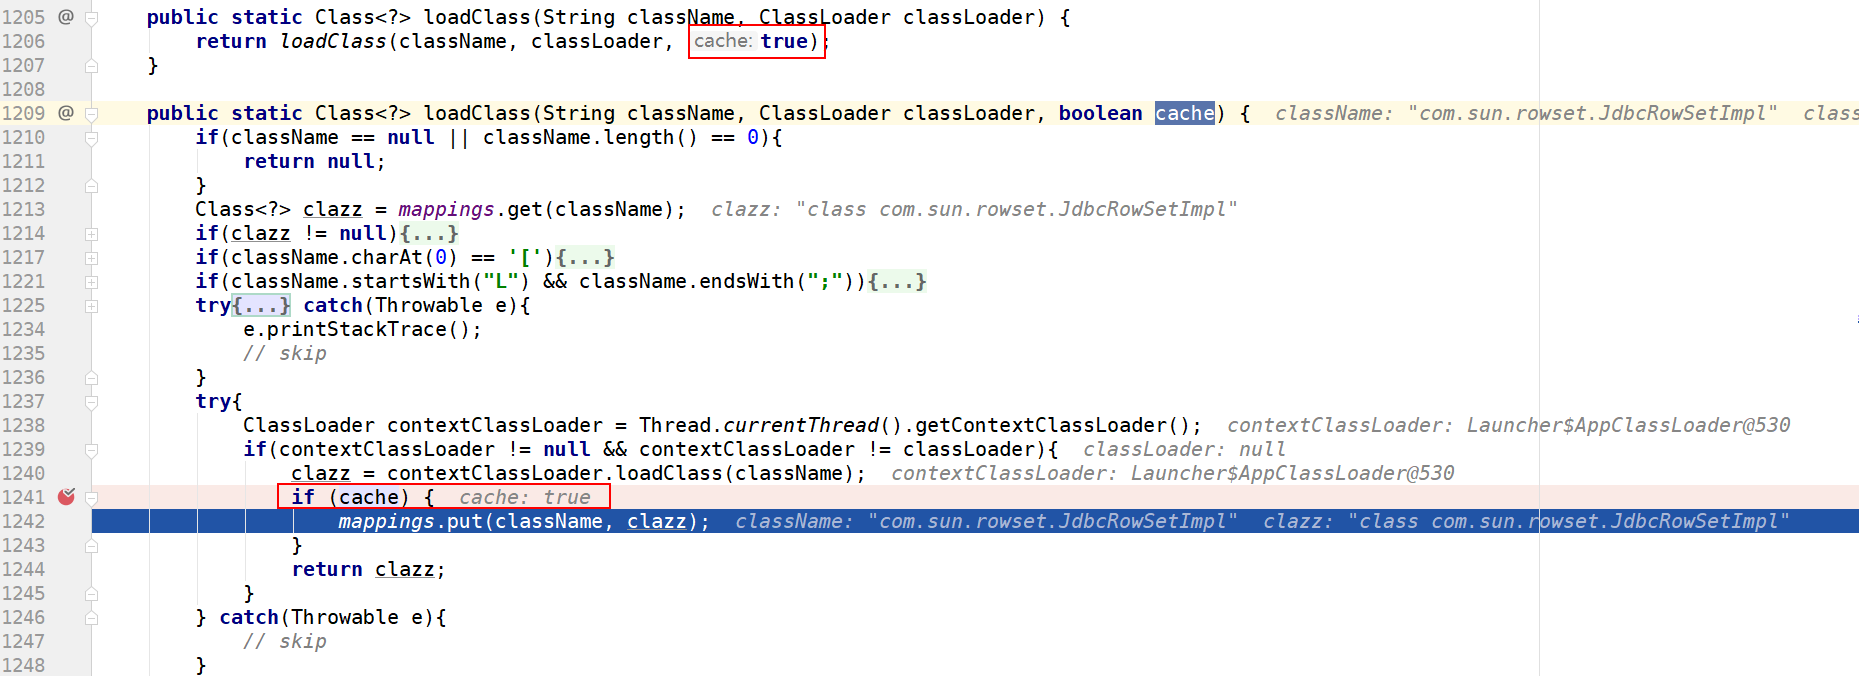 1205 @ public static Class<?> loadClass(String className, ClassLoader classLoader) {
1206 return loadClass(className, classLoader, cache: true);
1207 }
1208
1209 @ public static Class<?> loadClass(String className, ClassLoader classLoader, boolean cache) { className: "com.sun.rowset.JdbcRowSetImpl" class
1210 if(className == null || className.length() == 0){
1211 return null;
1212 }
1213 Class<?> clazz = mappings.get(className); clazz: "class com.sun.rowset.JdbcRowSetImpl"
1214 if(clazz != null){...}
1217 if(className.charAt(0) == '['){...}
1221 if(className.startsWith("L") && className.endsWith(";")){...}
1225 try{...} catch(Throwable e){
1234 e.printStackTrace();
1235 // skip
1236 }
1237 try{
1238 ClassLoader contextClassLoader = Thread.currentThread().getContextClassLoader(); contextClassLoader: Launcher$AppClassLoader@530
1239 if(contextClassLoader != null && contextClassLoader != classLoader){ classLoader: null
1240 clazz = contextClassLoader.loadClass(className); contextClassLoader: Launcher$AppClassLoader@530
1241 if (cache) { cache: true
1242 mappings.put(className, clazz); className: "com.sun.rowset.JdbcRowSetImpl" clazz: "class com.sun.rowset.JdbcRowSetImpl"
1243 }
1244 return clazz;
1245 }
1246 } catch(Throwable e){
1247 // skip
1248 }